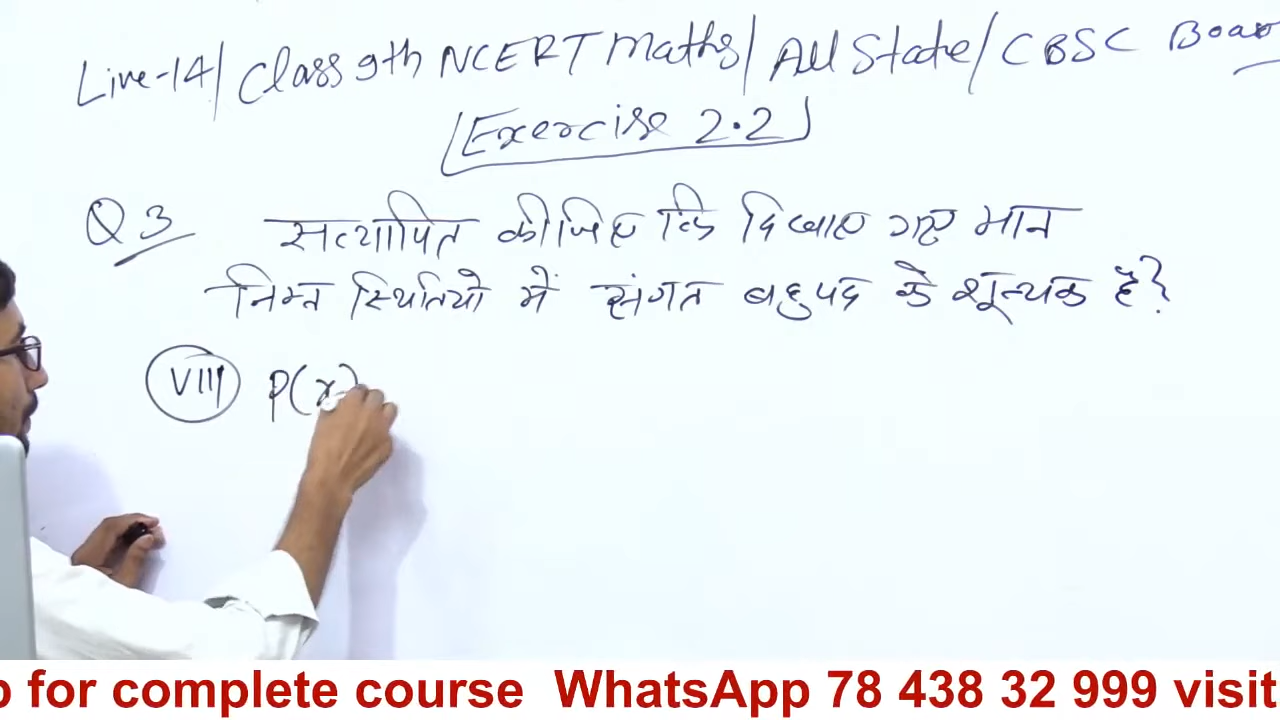 Live-14/ Class 9th NCERT Maths/ All State/ CBSC Boar
Exercise 2.2
Q 3 सत्यापित कीजिए कि दिखाए गए मान
निम्न स्थितियो में संगत बहुपद के शून्यक है?
VIII P(x)
p for complete course WhatsApp 78 438 32 999 visit